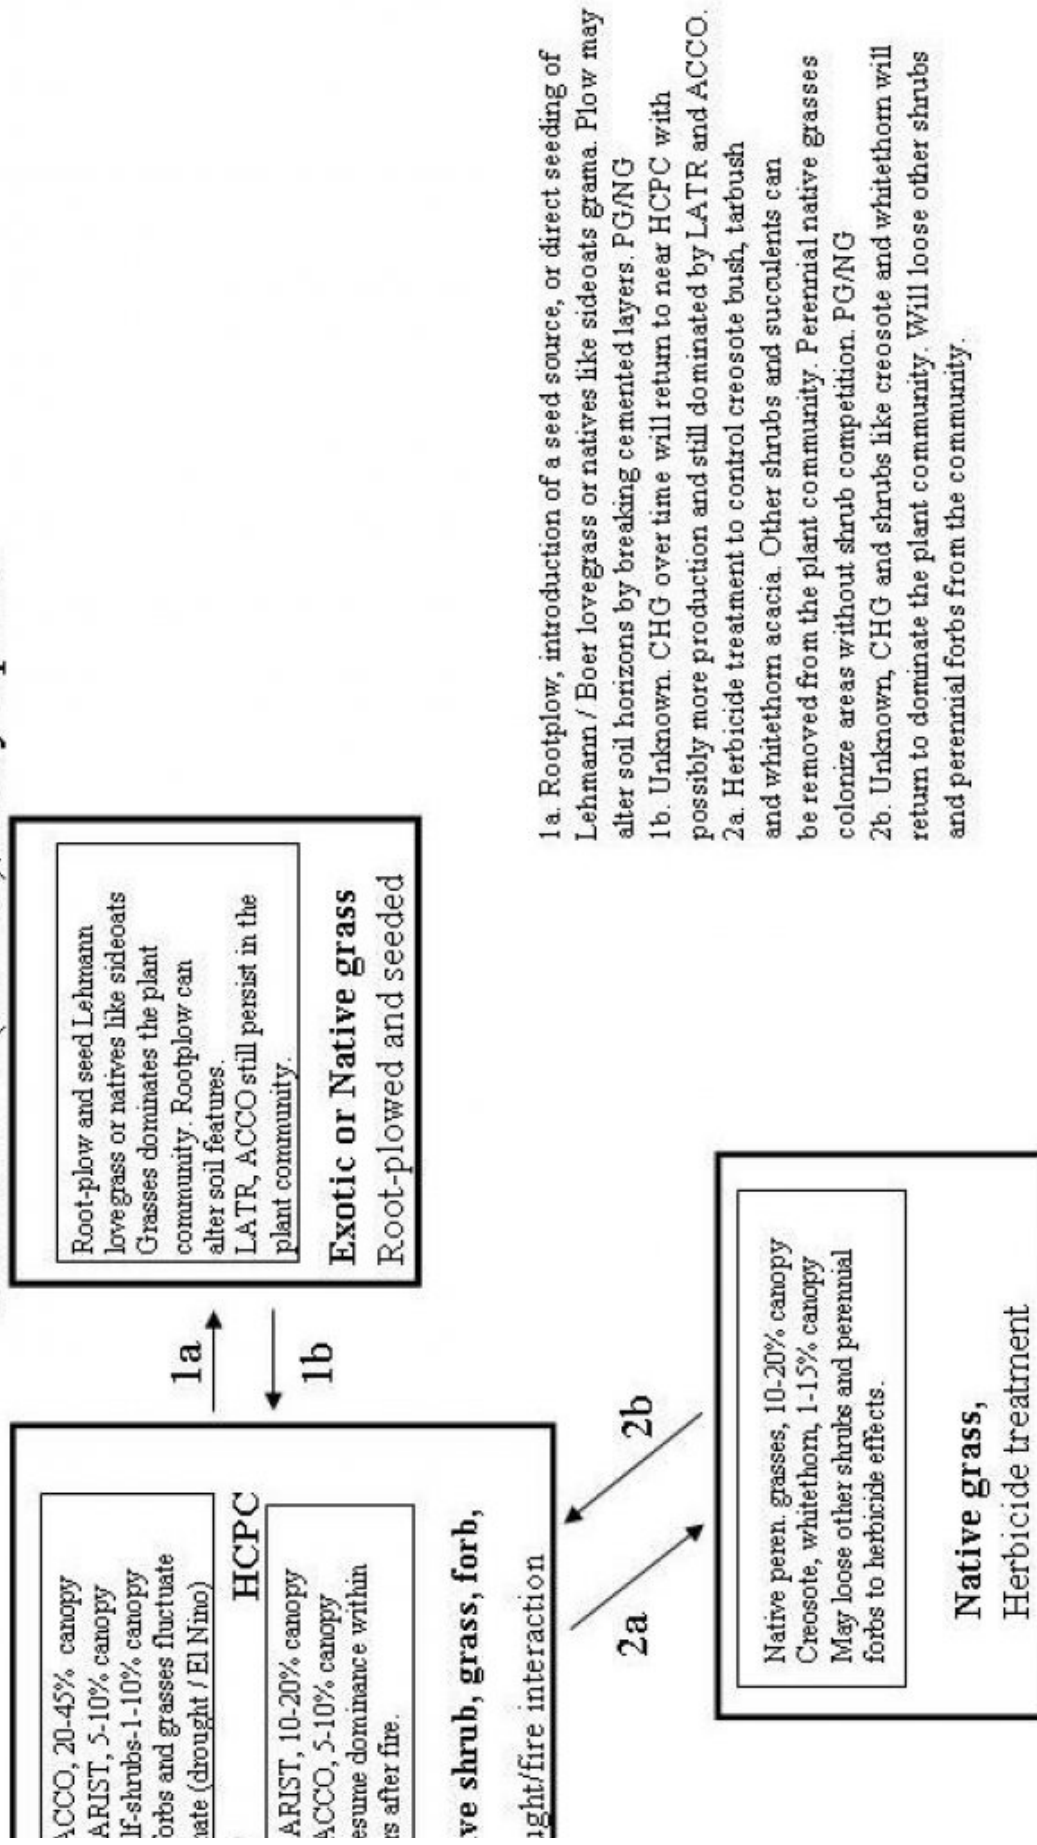 ACCO, 20-45% canopy
ARIST, 5-10% canopy
lf-shrubs-1-10% canopy
orbs and grasses fluctuate
nate (drought / El Nino)
HCPC
ARIST, 10-20% canopy
ACCO, 5-10% canopy
esume dominance within
rs after fire.
ve shrub, grass, forb,
ught/fire interaction
1a
1b
2a
2b
Root-plow and seed Lehmann
lovegrass or natives like sideoats
Grasses dominates the plant
community. Rootplow can
alter soil features.
LATR, ACCO still persist in the
plant community.
Exotic or Native grass
Root-plowed and seeded
Native peren. grasses, 10-20% canopy
Creosote, whitethorn, 1-15% canopy
May loose other shrubs and perennial
forbs to herbicide effects.
Native grass,
Herbicide treatment
1a. Rootplow, introduction of a seed source, or direct seeding of
Lehmann / Boer lovegrass or natives like sideoats grama. Plow may
alter soil horizons by breaking cemented layers. PG/NG
1b. Unknown. CHG over time will return to near HCPC with
possibly more production and still dominated by LATR and ACCO.
2a. Herbicide treatment to control creosote bush, tarbush
and whitethorn acacia. Other shrubs and succulents can
be removed from the plant community. Perennial native grasses
colonize areas without shrub competition. PG/NG
2b. Unknown, CHG and shrubs like creosote and whitethorn will
return to dominate the plant community. Will loose other shrubs
and perennial forbs from the community.